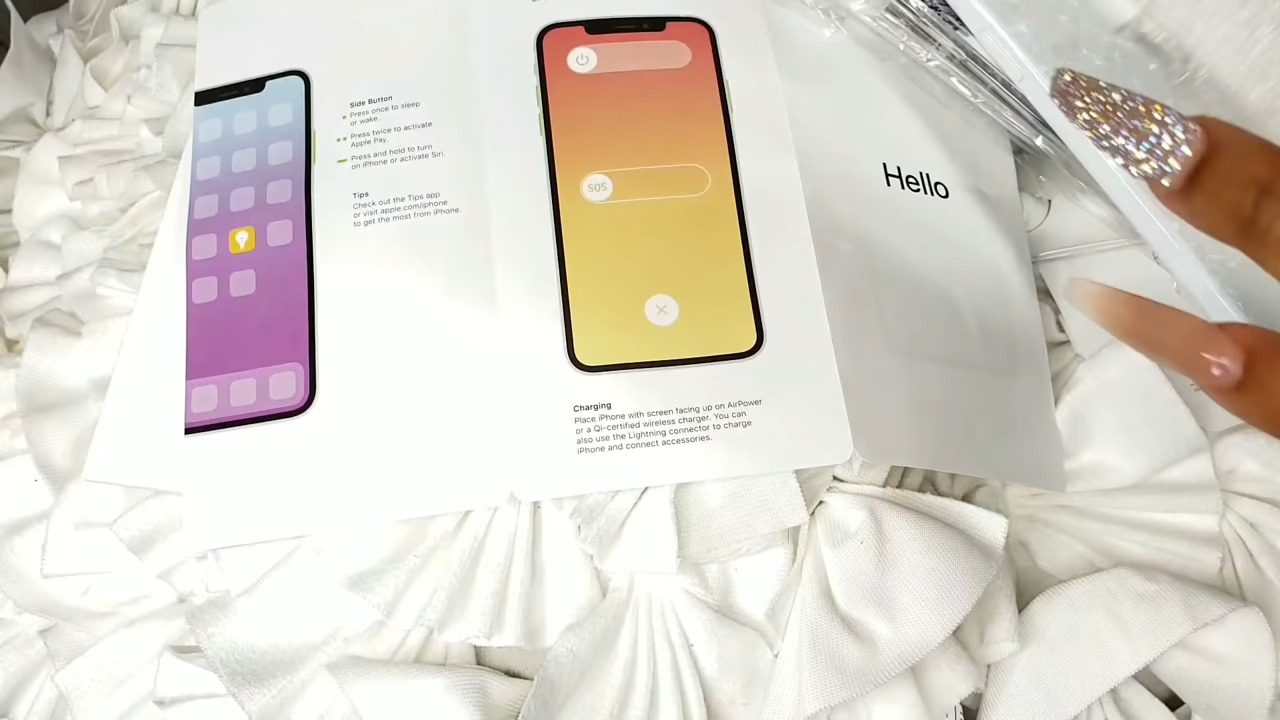 Side Button
Press once to sleep
or wake.
Press twice to activate
Apple Pay.
Press and hold to turn
on iPhone or activate Siri.
Tips
Check out the Tips app
or visit apple.com/iphone
to get the most from iPhone.
SOS
Charging
Place iPhone with screen facing up on AirPower
or a Qi-certified wireless charger. You can
also use the Lightning connector to charge
iPhone and connect accessories.
Hello